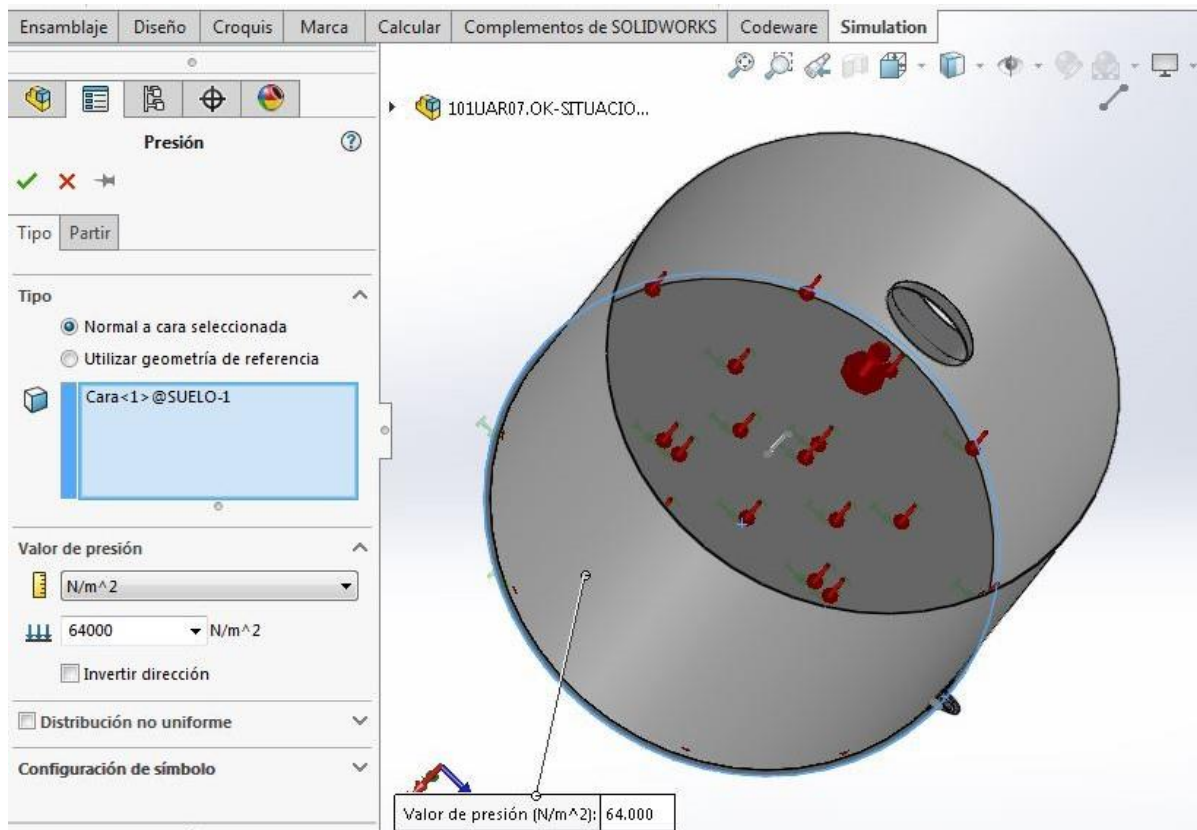 Ensamblaje Diseño Croquis Marca Calcular Complementos de SOLIDWORKS Codeware Simulation
101UAR07.OK-SITUACIO...
Presión
Tipo Partir
Tipo
Normal a cara seleccionada
Utilizar geometría de referencia
Cara<1>@SUELO-1
Valor de presión
N/m^2
64000 N/m^2
Invertir dirección
Distribución no uniforme
Configuración de símbolo
Valor de presión (N/m^2): 64.000